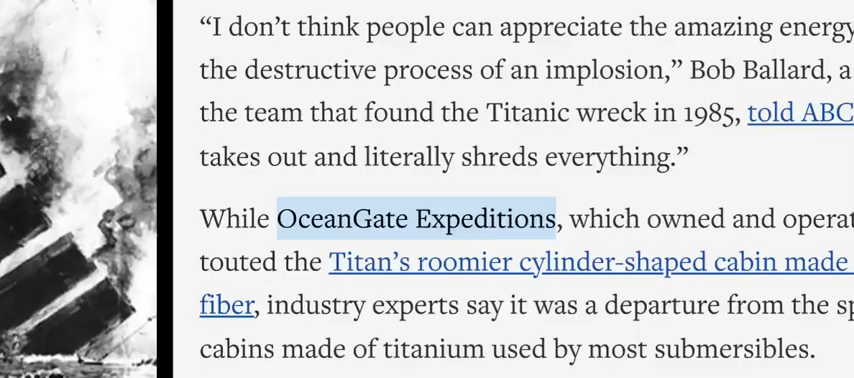 “I don’t think people can appreciate the amazing energy
the destructive process of an implosion,” Bob Ballard, a
the team that found the Titanic wreck in 1985, told ABC
takes out and literally shreds everything.”
While OceanGate Expeditions, which owned and operat
touted the Titan’s roomier cylinder-shaped cabin made
fiber, industry experts say it was a departure from the sp
cabins made of titanium used by most submersibles.